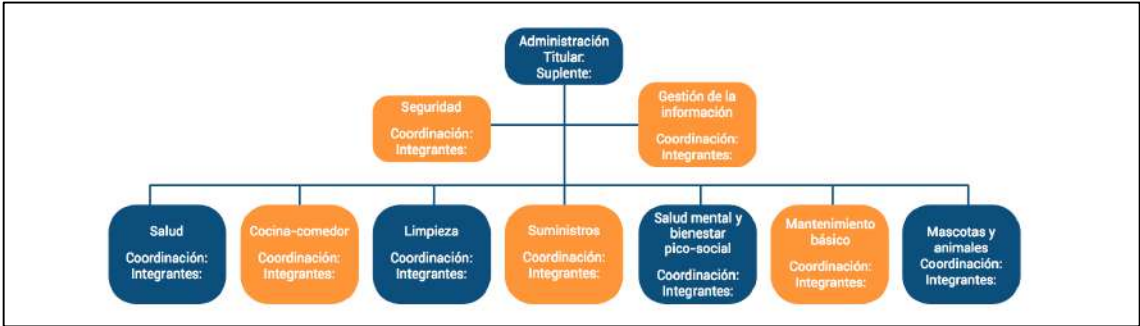 Administración
Titular:
Suplente:
Seguridad
Coordinación:
Integrantes:
Gestión de la
información
Coordinación:
Integrantes:
Salud
Coordinación:
Integrantes:
Cocina-comedor
Coordinación:
Integrantes:
Limpieza
Coordinación:
Integrantes:
Suministros
Coordinación:
Integrantes:
Salud mental y
bienestar
pico-social
Coordinación:
Integrantes:
Mantenimiento
básico
Coordinación:
Integrantes:
Mascotas y
animales
Coordinación:
Integrantes: